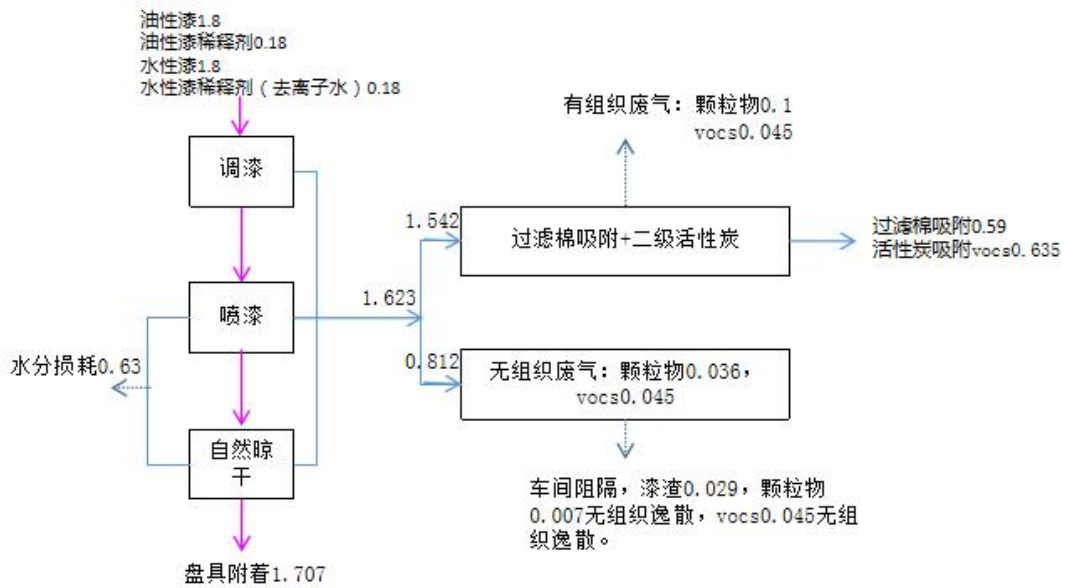 油性漆1.8
油性漆稀释剂0.18
水性漆1.8
水性漆稀释剂（去离子水）0.18
调漆
喷漆
自然晾
干
水分损耗0.63
盘具附着1.707
1.623
1.542
0.812
有组织废气：颗粒物0.1
vocs0.045
过滤棉吸附+二级活性炭
过滤棉吸附0.59
活性炭吸附vocs0.635
无组织废气：颗粒物0.036，
vocs0.045
车间阻隔，漆渣0.029，颗粒物
0.007无组织逸散，vocs0.045无组
织逸散。